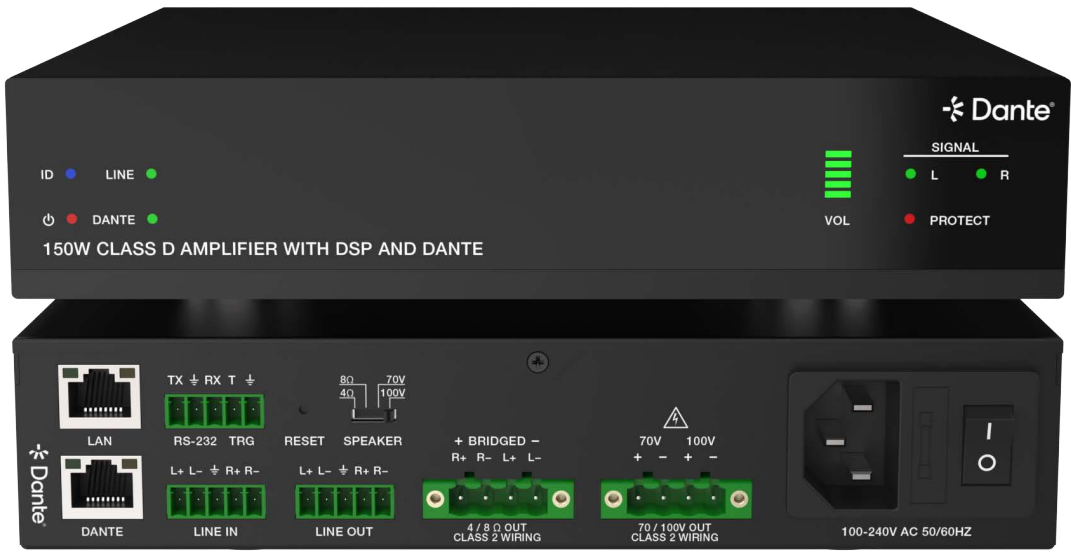 Dante®
SIGNAL
ID LINE L R
DANTE VOL PROTECT
150W CLASS D AMPLIFIER WITH DSP AND DANTE
TX RX T
8Ω 70V
4Ω 100V
LAN RS-232 TRG RESET SPEAKER
+ BRIDGED −
R+ R− L+ L−
70V 100V
+ − + −
Dante®
L+ L− R+ R−
L+ L− R+ R−
DANTE LINE IN LINE OUT
4 / 8 Ω OUT
CLASS 2 WIRING
70 / 100V OUT
CLASS 2 WIRING
I
O
100-240V AC 50/60HZ